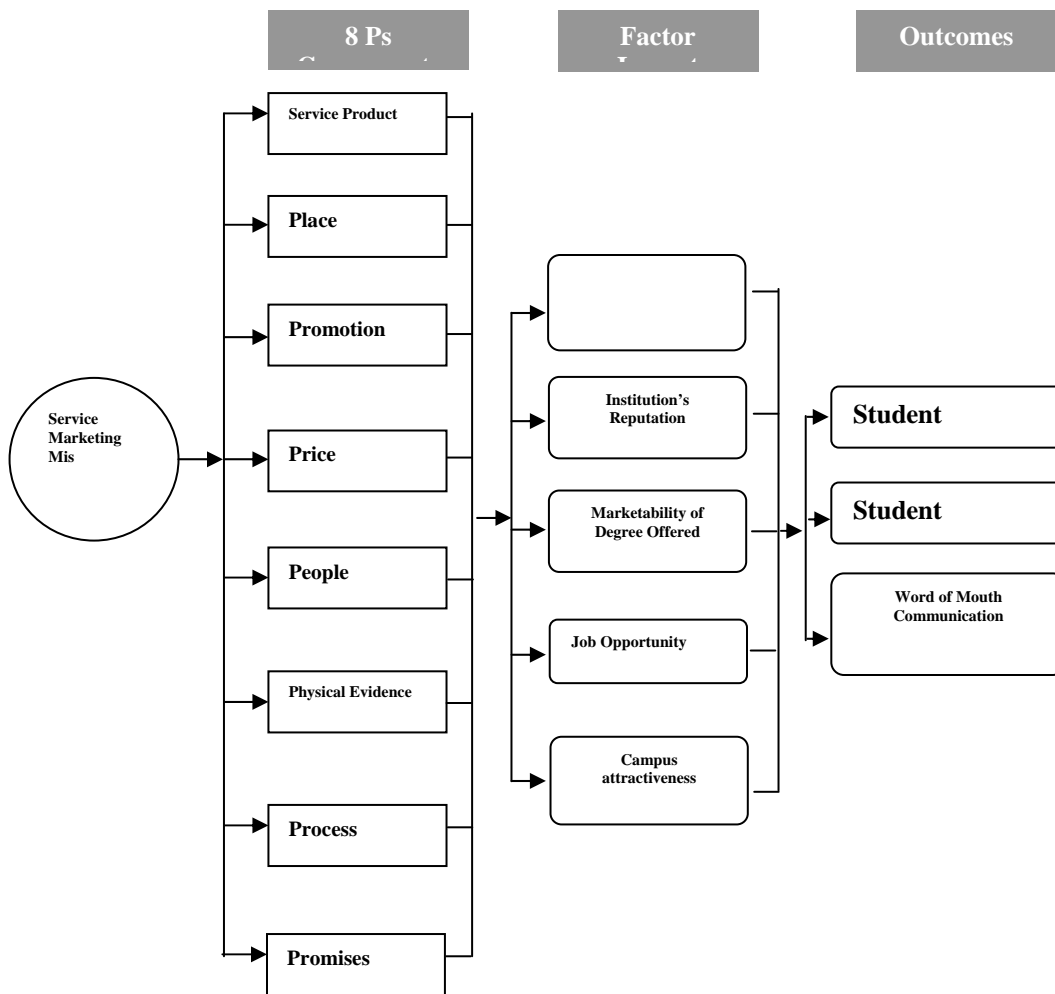 8 Ps
Factor
Outcomes
Service
Marketing
Mis
Service Product
Place
Promotion
Price
People
Physical Evidence
Process
Promises
Institution's
Reputation
Marketability of
Degree Offered
Job Opportunity
Campus
attractiveness
Student
Student
Word of Mouth
Communication